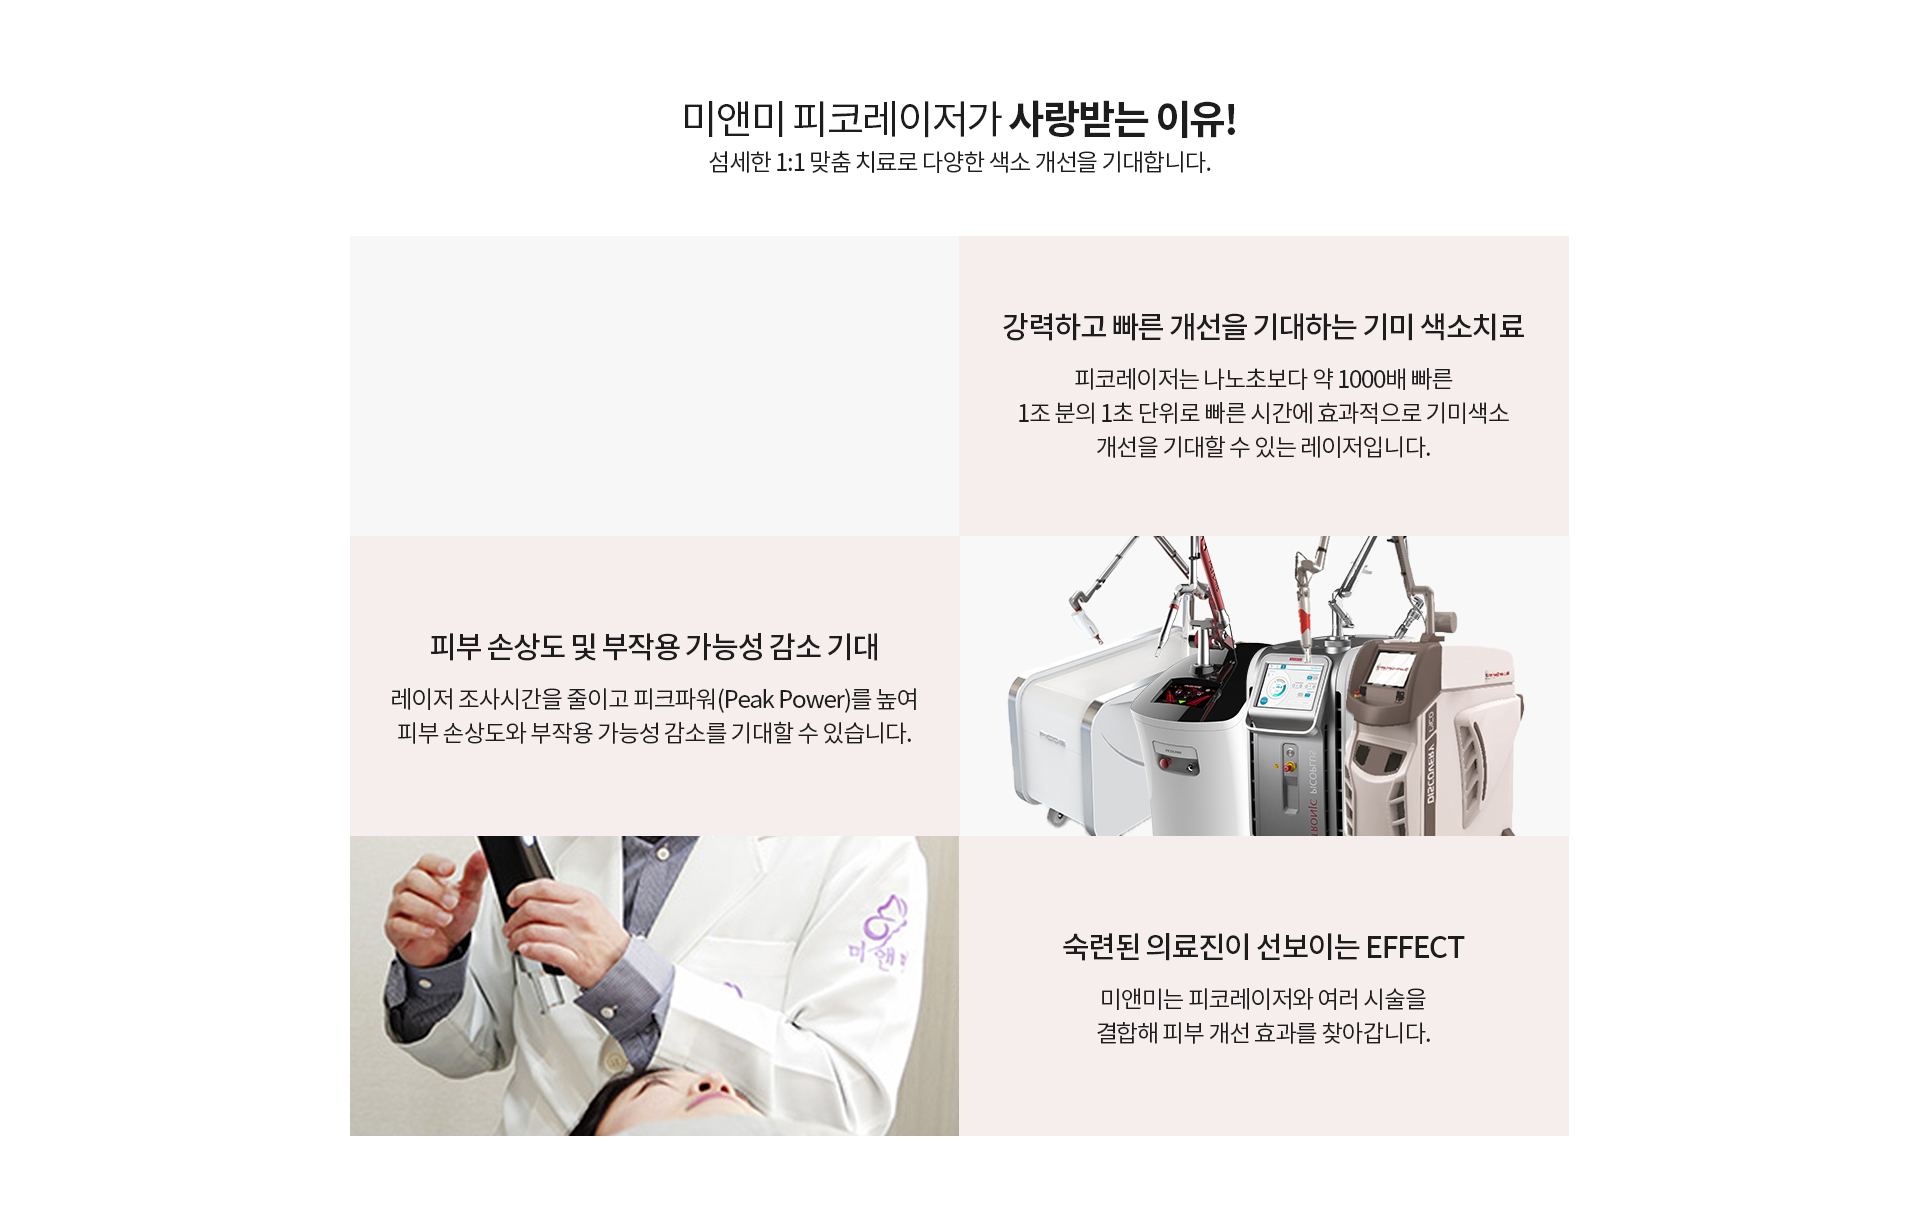 미앤미 피코레이저가 사랑받는 이유!
섬세한 1:1 맞춤 치료로 다양한 색소 개선을 기대합니다.
강력하고 빠른 개선을 기대하는 기미 색소치료
피코레이저는 나노초보다 약 1000배 빠른
1조 분의 1초 단위로 빠른 시간에 효과적으로 기미색소
개선을 기대할 수 있는 레이저입니다.
피부 손상도 및 부작용 가능성 감소 기대
레이저 조사시간을 줄이고 피크파워(Peak Power)를 높여
피부 손상도와 부작용 가능성 감소를 기대할 수 있습니다.
PICOPLUS
DISCOVERY PICO
미앤미
숙련된 의료진이 선보이는 EFFECT
미앤미는 피코레이저와 여러 시술을
결합해 피부 개선 효과를 찾아갑니다.